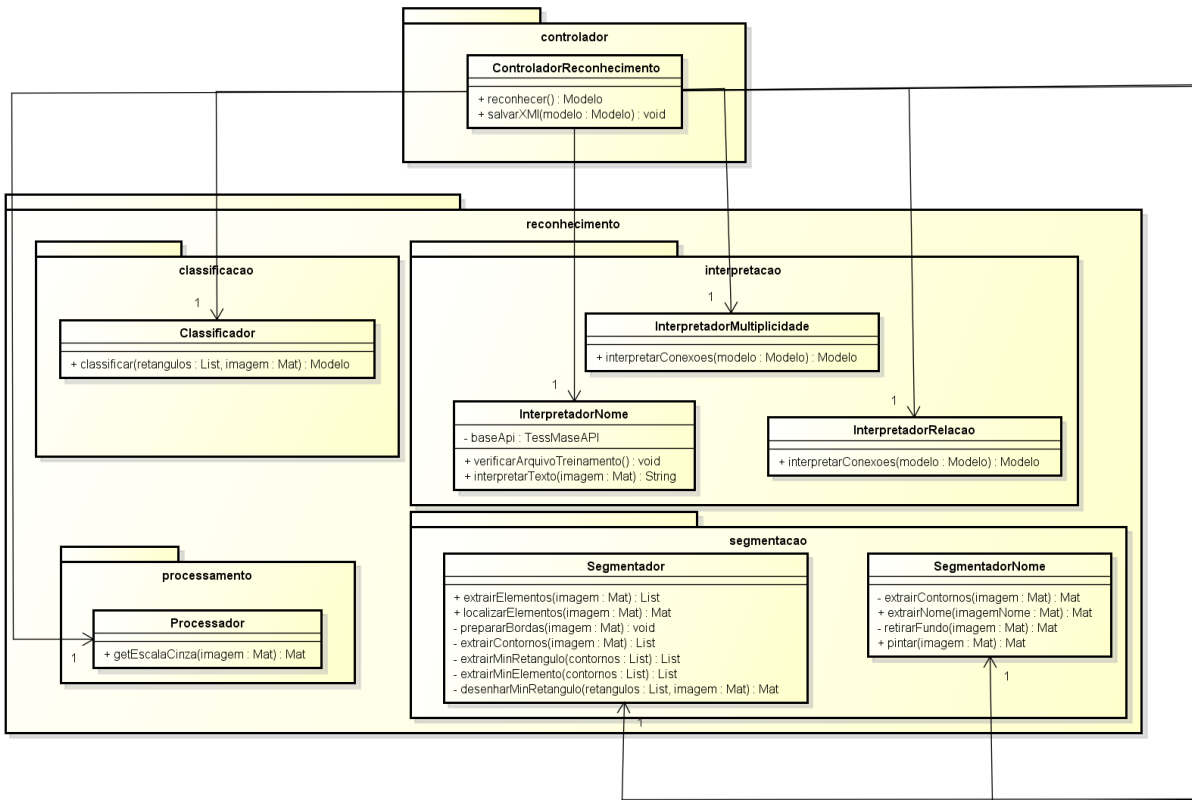 controlador
ControladorReconhecimento
+ reconhecer() : Modelo
+ salvarXMI(modelo : Modelo) : void
reconhecimento
classificacao
1
Classificador
+ classificar(retangulos : List, imagem : Mat) : Modelo
interpretacao
1
InterpretadorMultiplicidade
+ interpretarConexoes(modelo : Modelo) : Modelo
1
InterpretadorNome
- baseApi : TessMaseAPI
+ verificarArquivoTreinamento() : void
+ interpretarTexto(imagem : Mat) : String
1
InterpretadorRelacao
+ interpretarConexoes(modelo : Modelo) : Modelo
processamento
Processador
+ getEscalaCinza(imagem : Mat) : Mat
1
segmentacao
Segmentador
+ extrairElementos(imagem : Mat) : List
+ localizarElementos(imagem : Mat) : Mat
- prepararBordas(imagem : Mat) : void
- extrairContornos(imagem : Mat) : List
- extrairMinRetangulo(contornos : List) : List
- extrairMinElemento(contornos : List) : List
- desenharMinRetangulo(retangulos : List, imagem : Mat) : Mat
1
SegmentadorNome
- extrairContornos(imagem : Mat) : Mat
+ extrairNome(imagemNome : Mat) : Mat
- retirarFundo(imagem : Mat) : Mat
+ pintar(imagem : Mat) : Mat
1